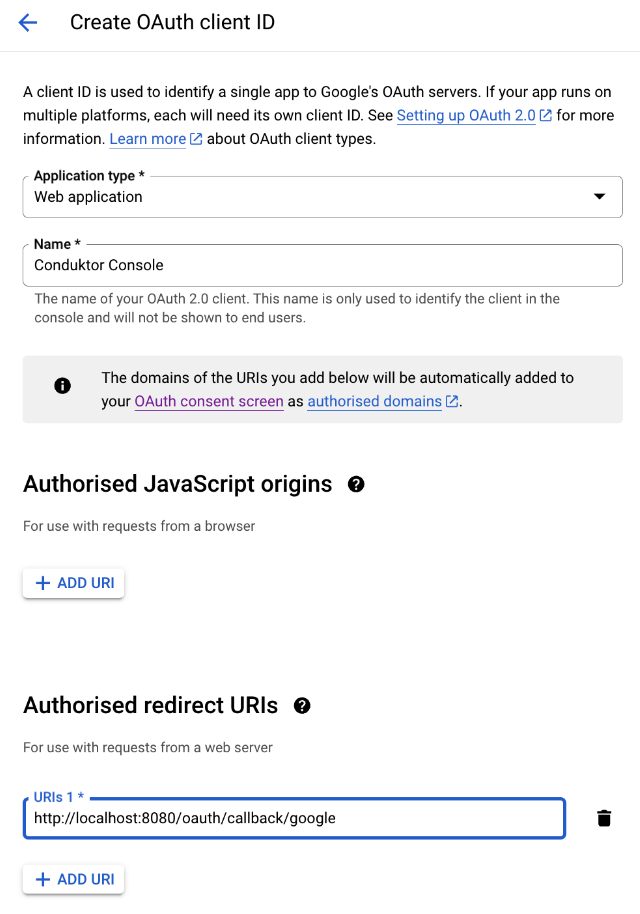 Create OAuth client ID
A client ID is used to identify a single app to Google's OAuth servers. If your app runs on
multiple platforms, each will need its own client ID. See Setting up OAuth 2.0 for more
information. Learn more about OAuth client types.
Application type *
Web application
Name *
Conduktor Console
The name of your OAuth 2.0 client. This name is only used to identify the client in the
console and will not be shown to end users.
The domains of the URIs you add below will be automatically added to
your OAuth consent screen as authorised domains.
Authorised JavaScript origins
For use with requests from a browser
ADD URI
Authorised redirect URIs
For use with requests from a web server
URIs 1 *
http://localhost:8080/oauth/callback/google
ADD URI